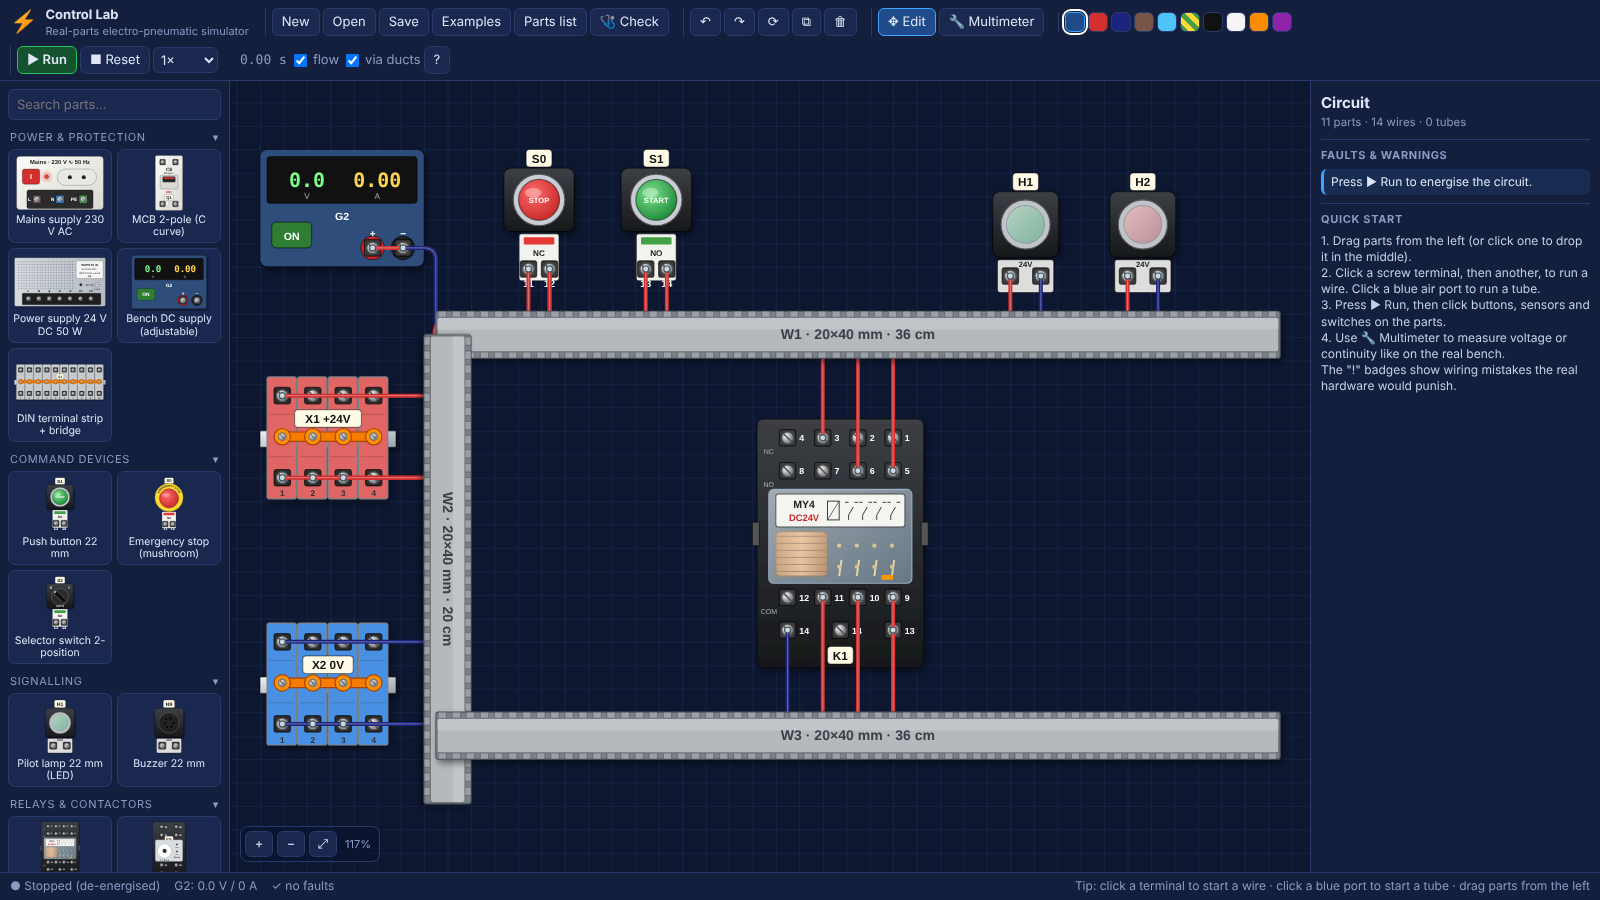 Control Lab
Real-parts electro-pneumatic simulator
New
Open
Save
Examples
Parts list
🩺 Check
✥ Edit
🔧 Multimeter
▶ Run
■ Reset
1×
0.00 s
flow
via ducts
?
Search parts...
POWER & PROTECTION
Mains supply 230 V AC
MCB 2-pole (C curve)
Power supply 24 V DC 50 W
Bench DC supply (adjustable)
DIN terminal strip + bridge
COMMAND DEVICES
Push button 22 mm
Emergency stop (mushroom)
Selector switch 2-position
SIGNALLING
Pilot lamp 22 mm (LED)
Buzzer 22 mm
RELAYS & CONTACTORS
0.0
V
0.00
A
G2
ON
+
−
S0
STOP
NC
11 12
S1
START
NO
13 14
H1
24V
H2
24V
W1 · 20×40 mm · 36 cm
W2 · 20×40 mm · 20 cm
W3 · 20×40 mm · 36 cm
X1 +24V
1 2 3 4
X2 0V
1 2 3 4
4 3 2 1
NC
8 7 6 5
NO
MY4
DC24V
12 11 10 9
COM
14 13
K1
+
−
117%
Circuit
11 parts · 14 wires · 0 tubes
FAULTS & WARNINGS
Press ▶ Run to energise the circuit.
QUICK START
1. Drag parts from the left (or click one to drop
it in the middle).
2. Click a screw terminal, then another, to run a
wire. Click a blue air port to run a tube.
3. Press ▶ Run, then click buttons, sensors and
switches on the parts.
4. Use 🔧 Multimeter to measure voltage or
continuity like on the real bench.
The "!" badges show wiring mistakes the real
hardware would punish.
Stopped (de-energised)
G2: 0.0 V / 0 A
✓ no faults
Tip: click a terminal to start a wire · click a blue port to start a tube · drag parts from the left